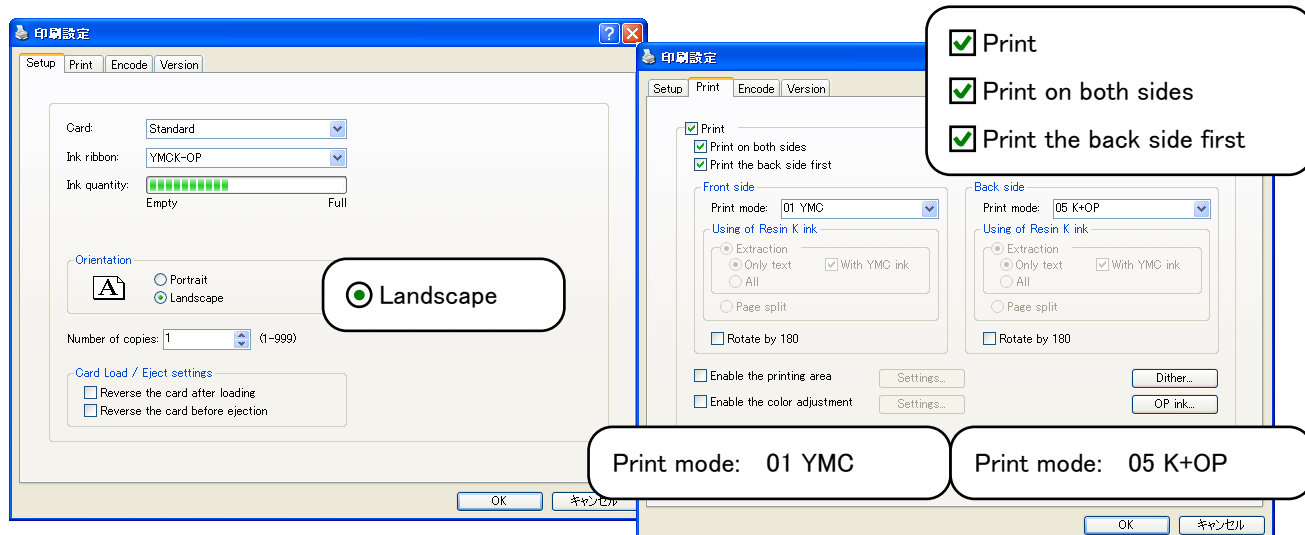 印刷設定
Setup Print Encode Version
Card: Standard
Ink ribbon: YMCK-OP
Ink quantity:
Empty Full
Orientation
A
Portrait
Landscape
Landscape
Number of copies: 1 (1-999)
Card Load / Eject settings
Reverse the card after loading
Reverse the card before ejection
OK
印刷設定
Setup Print Encode Version
Print
Print on both sides
Print the back side first
Print
Print on both sides
Print the back side first
Front side
Print mode: 01 YMC
Using of Resin K ink
Extraction
Only text With YMC ink
All
Page split
Rotate by 180
Back side
Print mode: 05 K+OP
Using of Resin K ink
Extraction
Only text With YMC ink
All
Page split
Rotate by 180
Enable the printing area Settings... Dither...
Enable the color adjustment Settings... OP ink...
Print mode: 01 YMC
Print mode: 05 K+OP
OK キャンセル